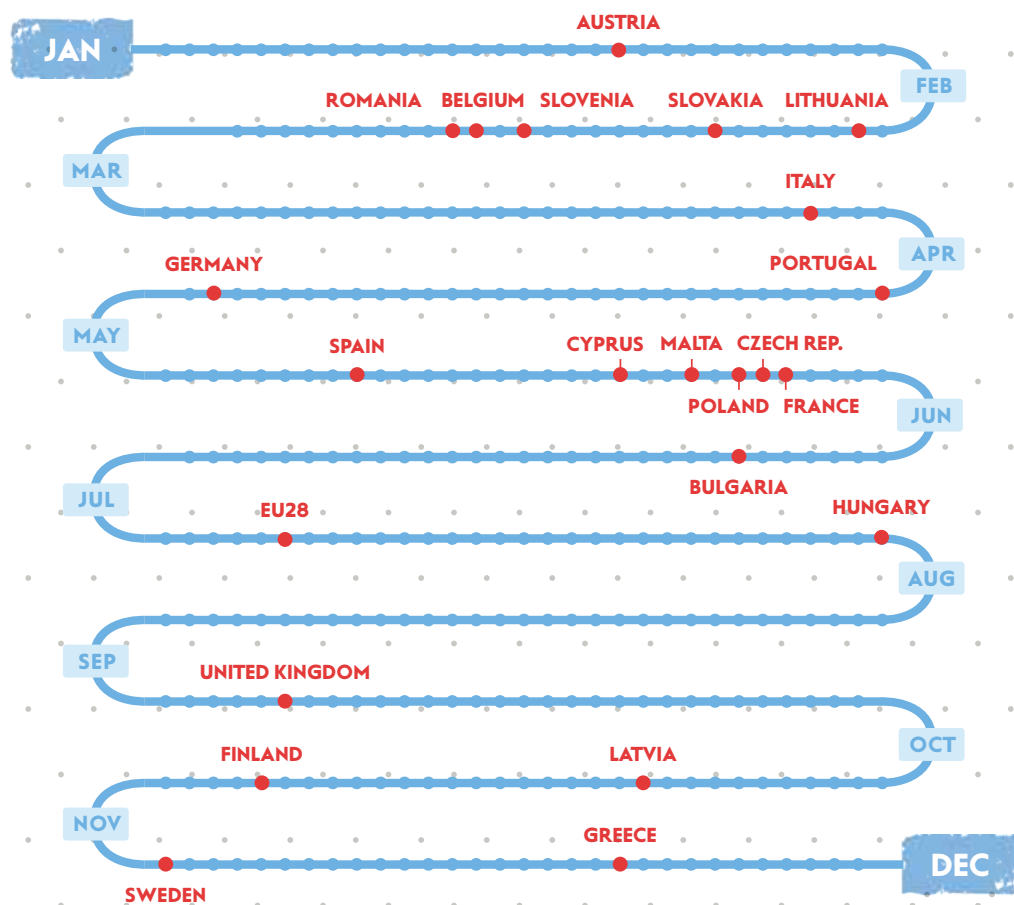 AUSTRIA
JAN
FEB
ROMANIA BELGIUM SLOVENIA SLOVAKIA LITHUANIA
MAR
ITALY
APR
GERMANY PORTUGAL
MAY
SPAIN CYPRUS MALTA CZECH REP.
POLAND FRANCE
JUN
BULGARIA
JUL
EU28 HUNGARY
AUG
SEP
UNITED KINGDOM
OCT
FINLAND LATVIA
NOV
GREECE
DEC
SWEDEN